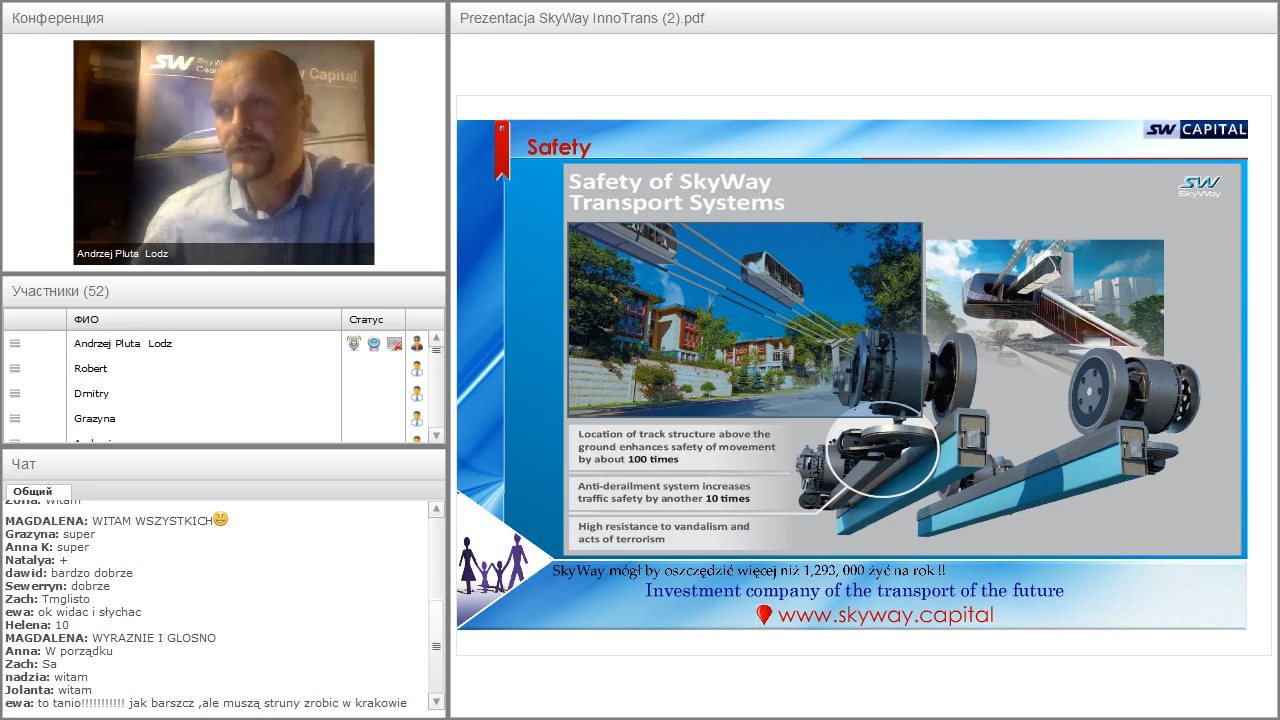 Конференция
SW SkyW
Capital
Andrzej Pluta Lodz
Участники (52)
ФИО Статус
Andrzej Pluta Lodz
Robert
Dmitry
Grazyna
Чат
Общий
Zofia: witam
MAGDALENA: WITAM WSZYSTKICH
Grazyna: super
Anna K: super
Natalya: +
dawid: bardzo dobrze
Sewerryn: dobrze
Zach: Tmglisto
ewa: ok widac i słychac
Helena: 10
MAGDALENA: WYRAZNIE I GLOSNO
Anna: W porządku
Zach: Sa
nadzia: witam
Jolanta: witam
ewa: to tanio!!!!!!!!!!! jak barszcz ,ale muszą struny zrobic w krakowie
Prezentacja SkyWay InnoTrans (2).pdf
SW CAPITAL
Safety
Safety of SkyWay
Transport Systems
SW
SkyWay
Location of track structure above the
ground enhances safety of movement
by about 100 times
Anti-derailment system increases
traffic safety by another 10 times
High resistance to vandalism and
acts of terrorism
SkyWay mógł by oszczędzić więcej niż 1,293, 000 żyć na rok !!
Investment company of the transport of the future
www.skyway.capital